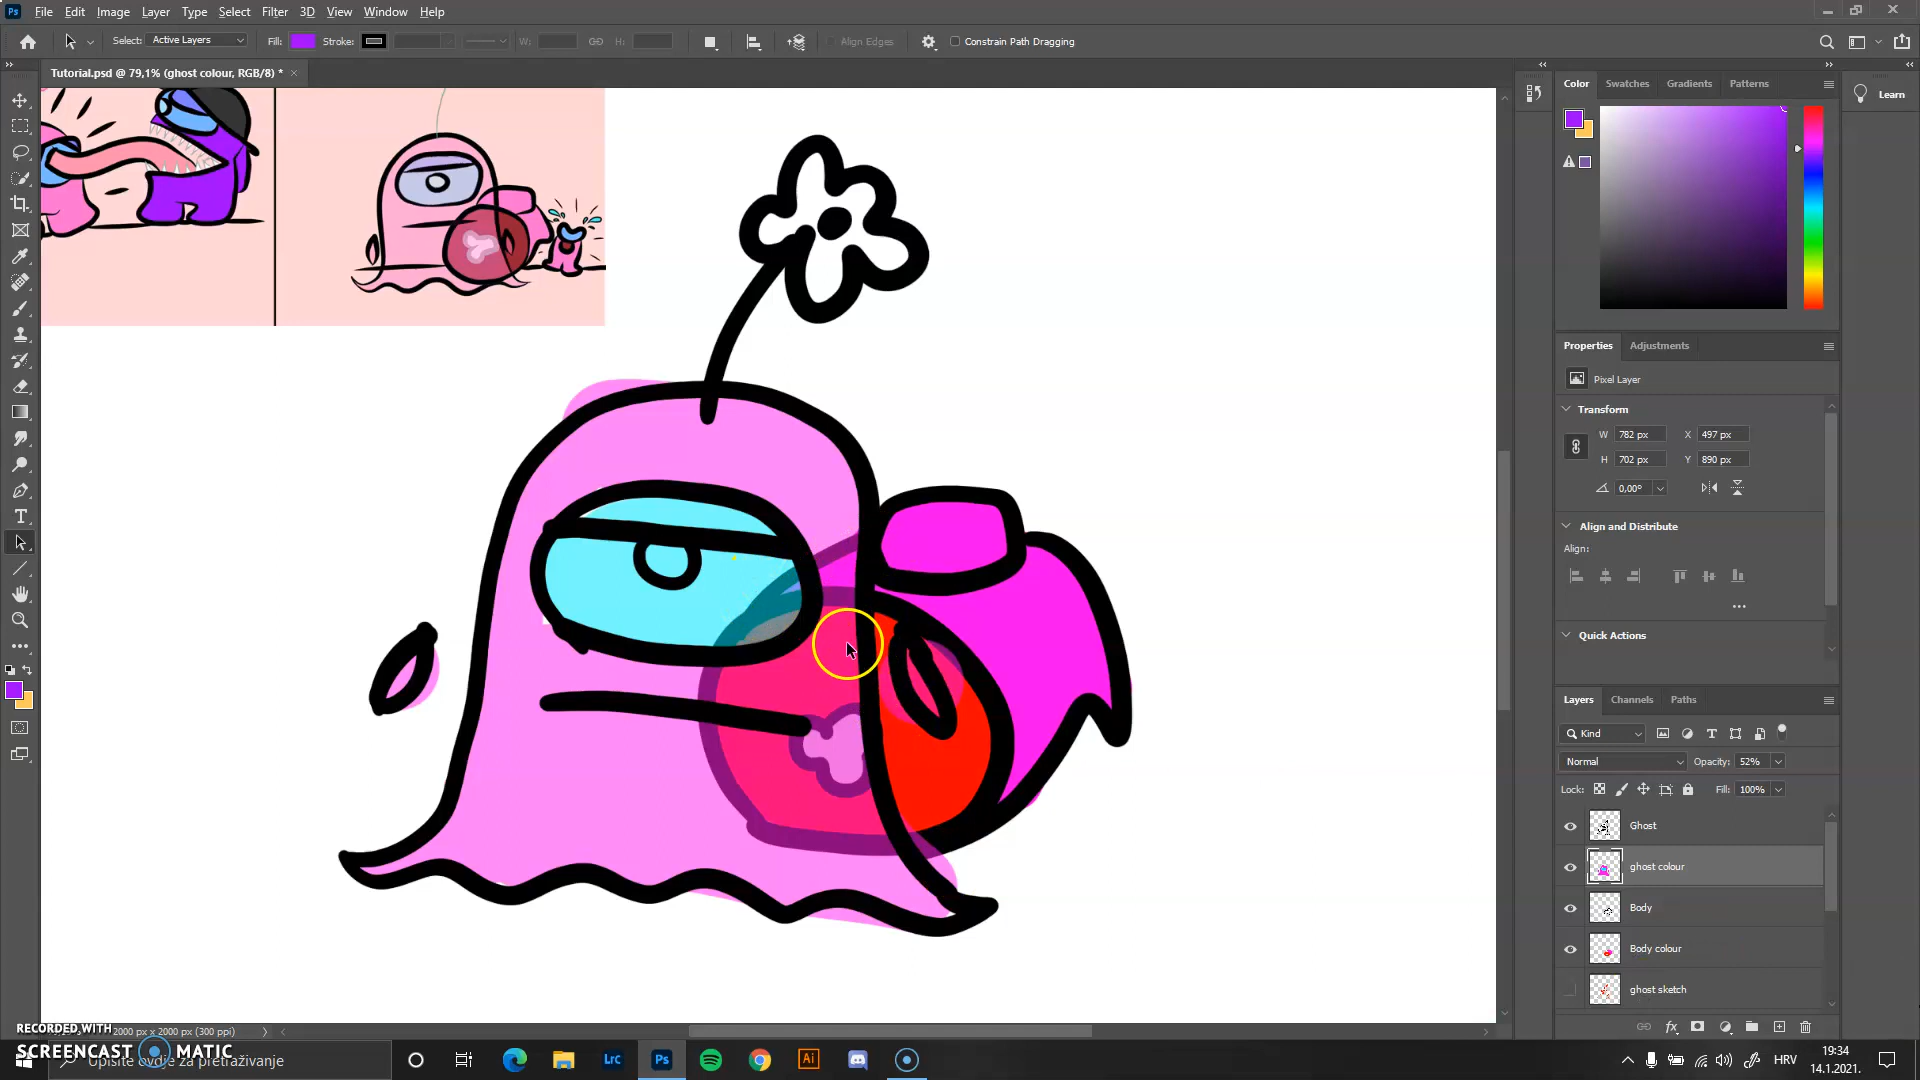 Ps File Edit Image Layer Type Select Filter 3D View Window Help
Select: Active Layers Fill: Stroke: W: H: Align Edges Constrain Path Dragging
Tutorial.psd @ 79,1% (ghost colour, RGB/8) *
Color Swatches Gradients Patterns
Learn
Properties Adjustments
Pixel Layer
Transform
W 782 px X 497 px
H 702 px Y 890 px
0,00°
Align and Distribute
Align:
Quick Actions
Layers Channels Paths
Kind
Normal Opacity: 52%
Lock: Fill: 100%
Ghost
ghost colour
Body
Body colour
ghost sketch
2000 px x 2000 px (300 ppi)
RECORDED WITH
SCREENCAST MATIC
Upišite ovdje za pretraživanje
Lrc Ps Ai
HRV
19:34
14.1.2021.